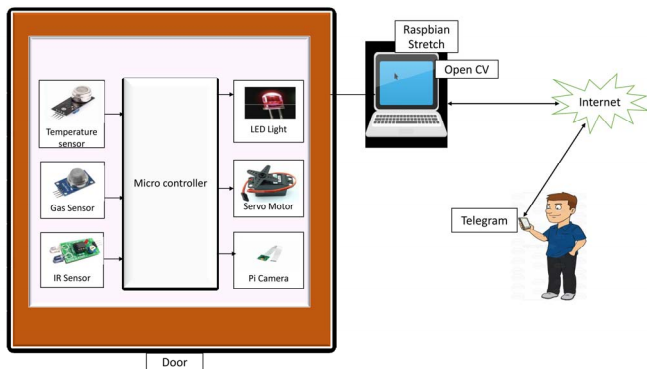 Raspbian
Stretch
Open CV
Internet
Temperature
sensor
Micro controller
LED Light
Gas Sensor
Servo Motor
Telegram
IR Sensor
Pi Camera
Door